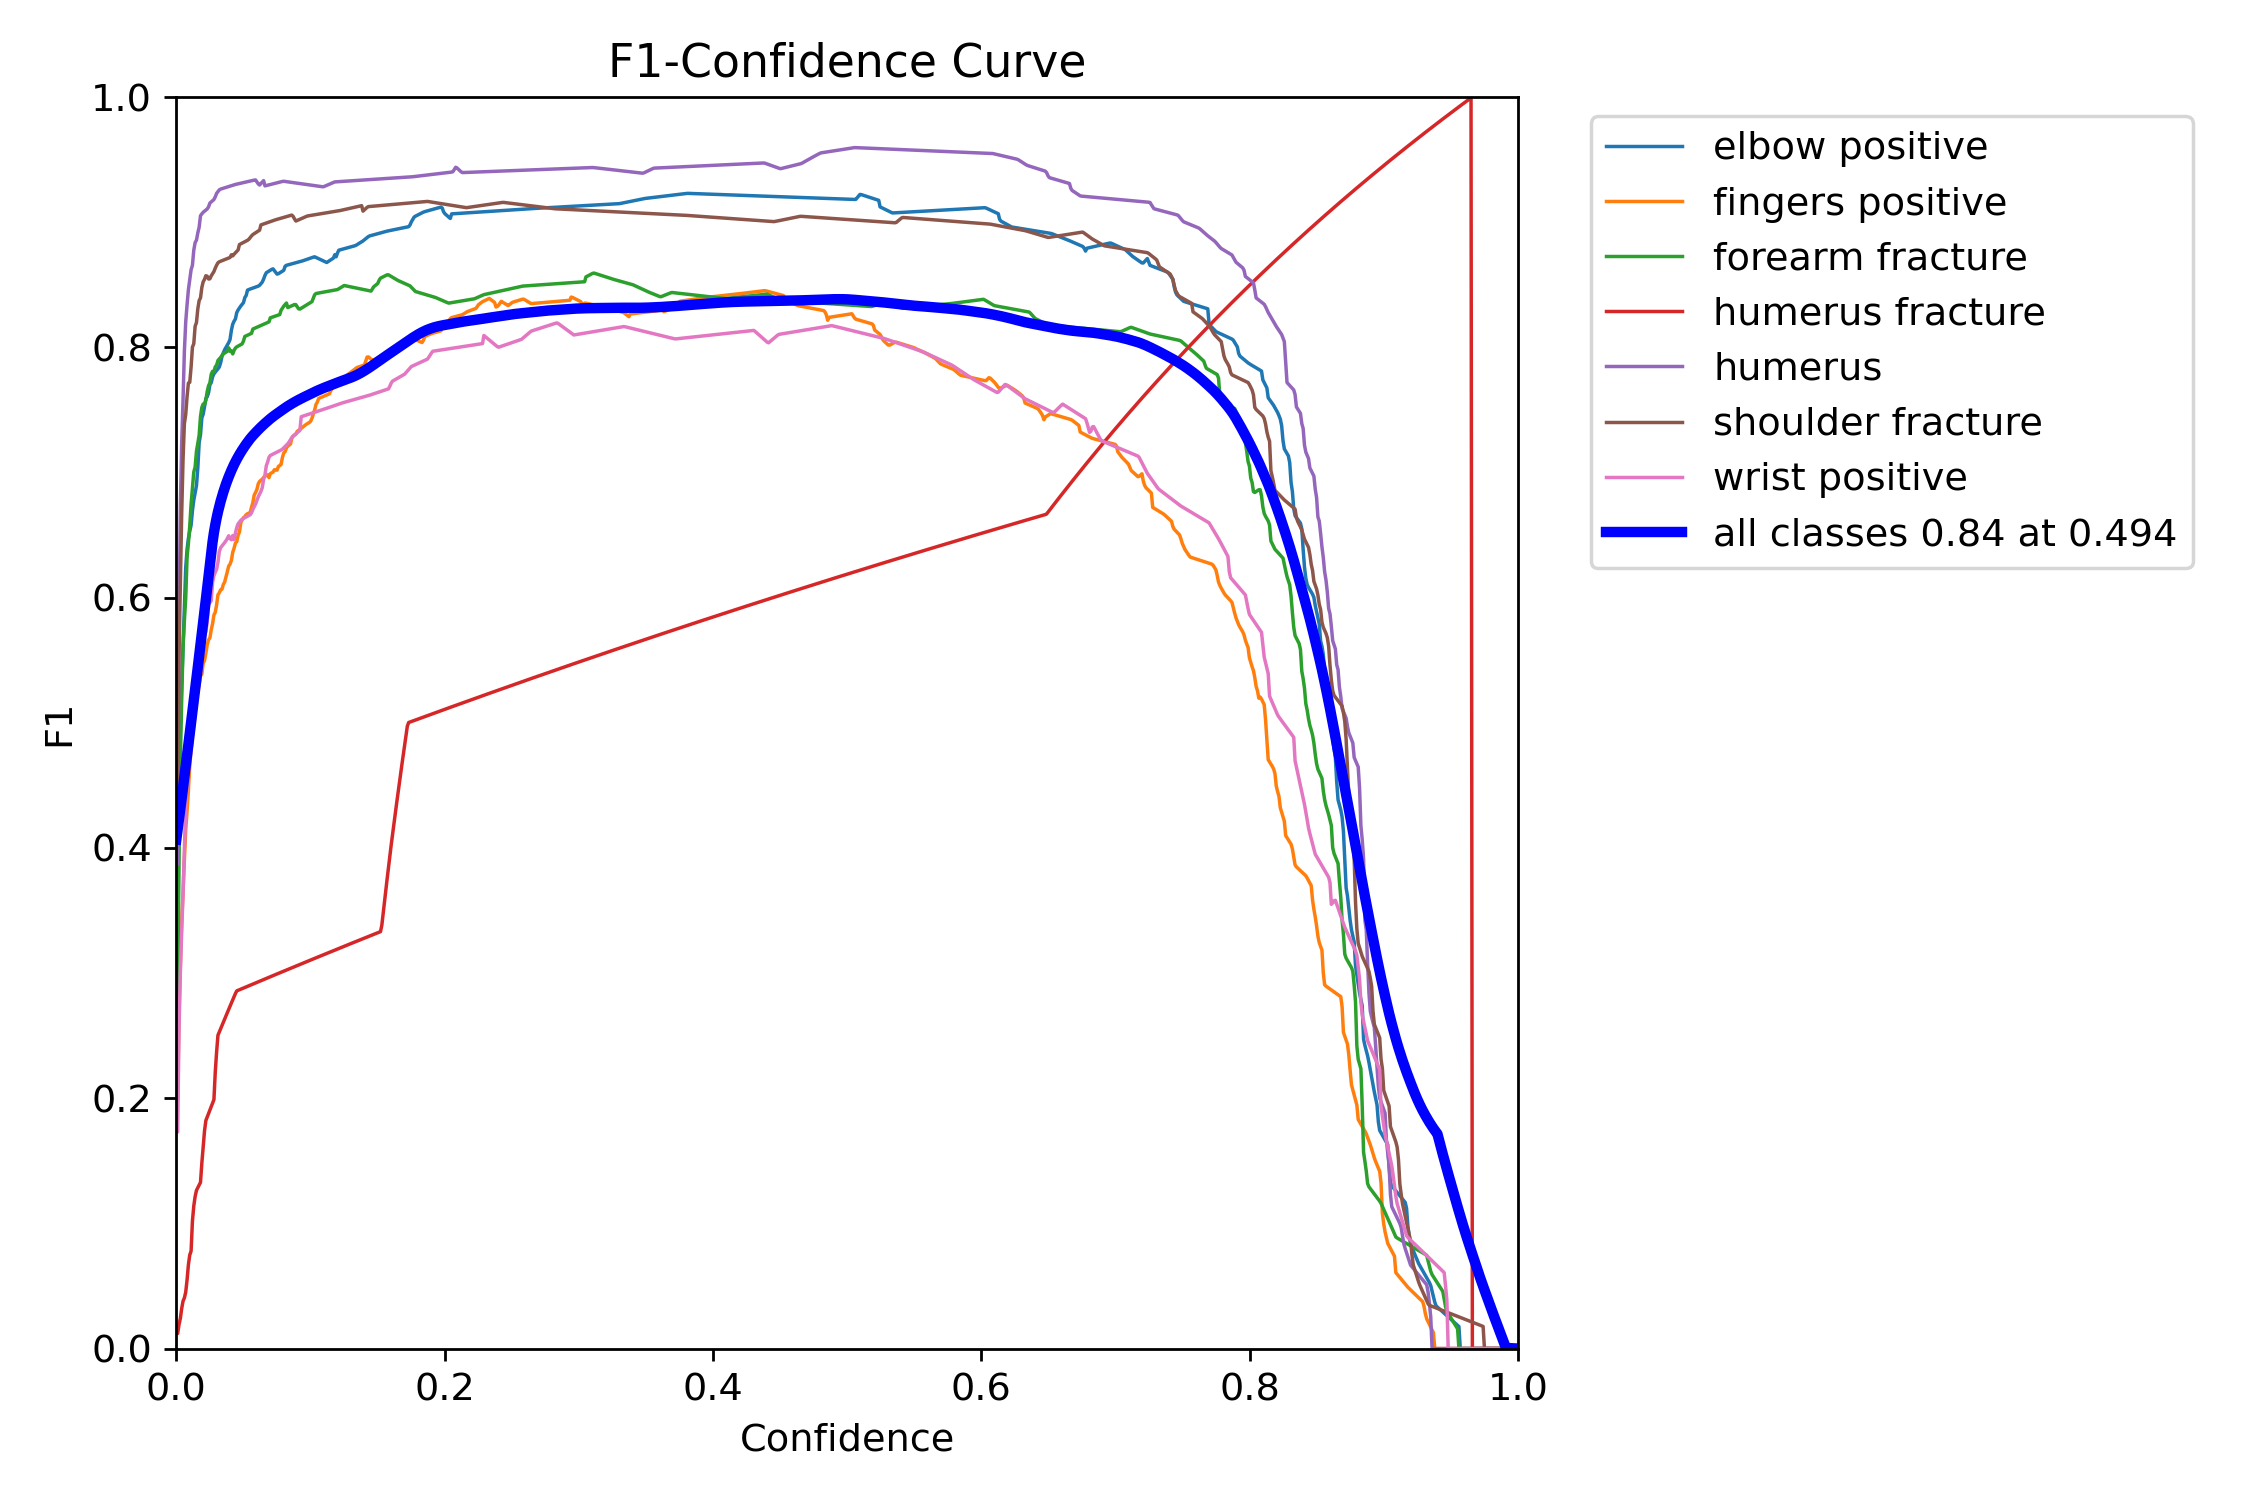 F1-Confidence Curve
1.0
0.8
0.6
0.4
0.2
0.0
F1
0.0 0.2 0.4 0.6 0.8 1.0
Confidence
elbow positive
fingers positive
forearm fracture
humerus fracture
humerus
shoulder fracture
wrist positive
all classes 0.84 at 0.494